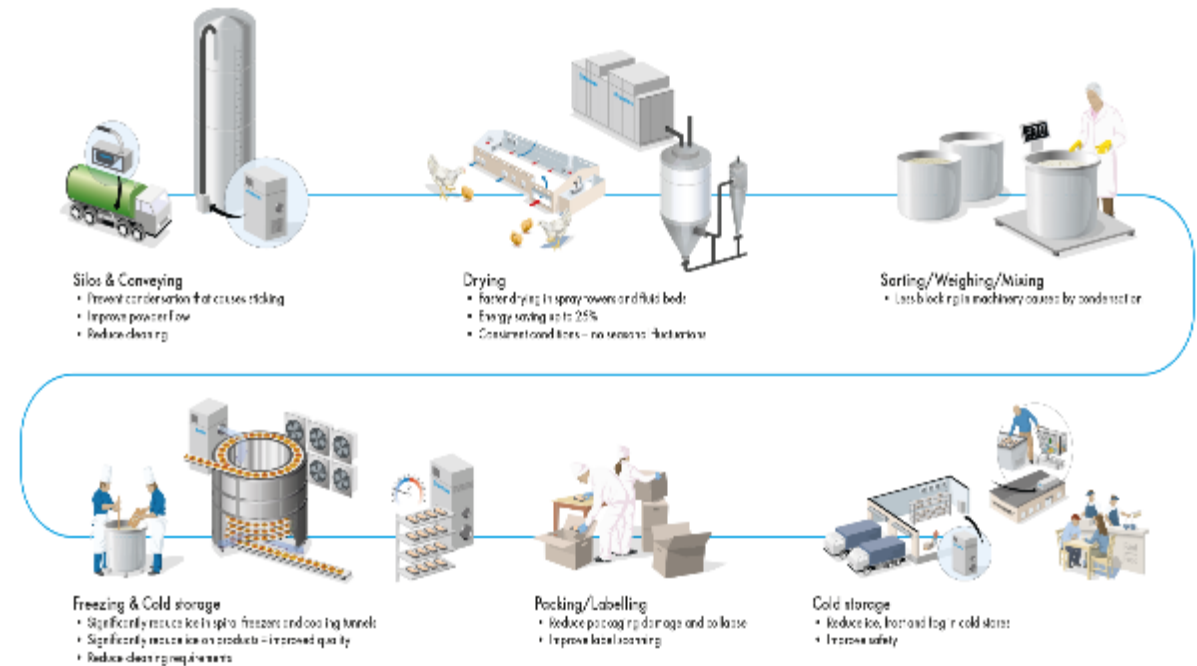 Silos & Conveying
• Prevent condensation that causes sticking
• Improve powder flow
• Reduce cleaning
Drying
• Faster drying in spray towers and fluid beds
• Energy saving up to 25%
• Consistent conditions – no seasonal fluctuations
Sorting/Weighing/Mixing
• Less blocking in machinery caused by condensation
Freezing & Cold storage
• Significantly reduce ice in spiral freezers and cooling tunnels
• Significantly reduce ice on products = improved quality
• Reduce cleaning requirements
Packing/Labelling
• Reduce packaging damage and collapse
• Improve label scanning
Cold storage
• Reduce ice, frost and fog in cold stores
• Improve safety